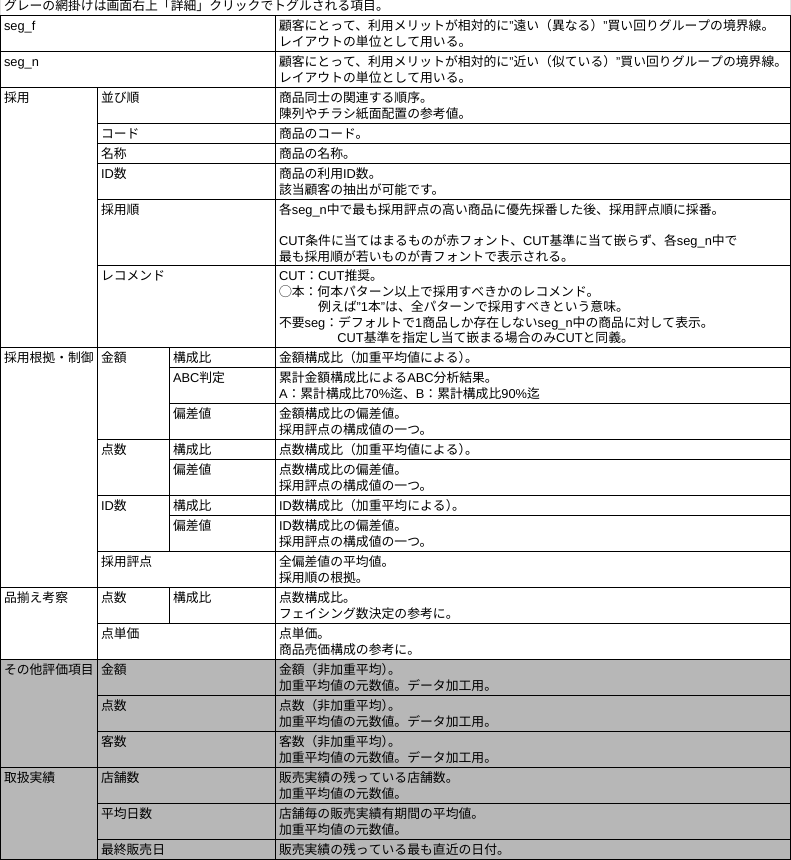 グレーの網掛けは画面右上「詳細」クリックでトグルされる項目。
seg_f
顧客にとって、利用メリットが相対的に"遠い（異なる）"買い回りグループの境界線。
レイアウトの単位として用いる。
seg_n
顧客にとって、利用メリットが相対的に"近い（似ている）"買い回りグループの境界線。
レイアウトの単位として用いる。
採用
並び順
商品同士の関連する順序。
陳列やチラシ紙面配置の参考値。
コード
商品のコード。
名称
商品の名称。
ID数
商品の利用ID数。
該当顧客の抽出が可能です。
採用順
各seg_n中で最も採用評点の高い商品に優先採番した後、採用評点順に採番。
CUT条件に当てはまるものが赤フォント、CUT基準に当て嵌らず、各seg_n中で
最も採用順が若いものが青フォントで表示される。
レコメンド
CUT：CUT推奨。
◯本：何本パターン以上で採用すべきかのレコメンド。
例えば"1本"は、全パターンで採用すべきという意味。
不要seg：デフォルトで1商品しか存在しないseg_n中の商品に対して表示。
CUT基準を指定し当て嵌まる場合のみCUTと同義。
採用根拠・制御
金額
構成比
金額構成比（加重平均値による）。
ABC判定
累計金額構成比によるABC分析結果。
A：累計構成比70%迄、B：累計構成比90%迄
偏差値
金額構成比の偏差値。
採用評点の構成値の一つ。
点数
構成比
点数構成比（加重平均値による）。
偏差値
点数構成比の偏差値。
採用評点の構成値の一つ。
ID数
構成比
ID数構成比（加重平均による）。
偏差値
ID数構成比の偏差値。
採用評点の構成値の一つ。
採用評点
全偏差値の平均値。
採用順の根拠。
品揃え考察
点数
構成比
点数構成比。
フェイシング数決定の参考に。
点単価
点単価。
商品売価構成の参考に。
その他評価項目
金額
金額（非加重平均）。
加重平均値の元数値。データ加工用。
点数
点数（非加重平均）。
加重平均値の元数値。データ加工用。
客数
客数（非加重平均）。
加重平均値の元数値。データ加工用。
取扱実績
店舗数
販売実績の残っている店舗数。
加重平均値の元数値。
平均日数
店舗毎の販売実績有期間の平均値。
加重平均値の元数値。
最終販売日
販売実績の残っている最も直近の日付。